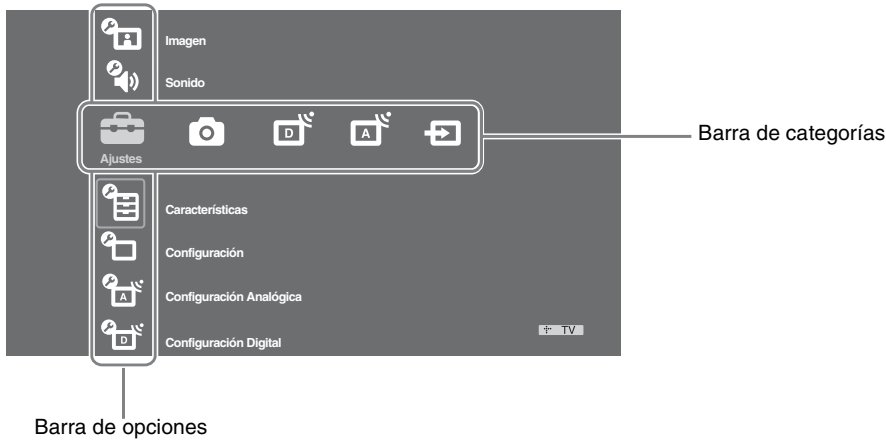 Imagen
Sonido
D
A
Ajustes
Barra de categorías
Características
Configuración
A
Configuración Analógica
D
Configuración Digital
TV
Barra de opciones